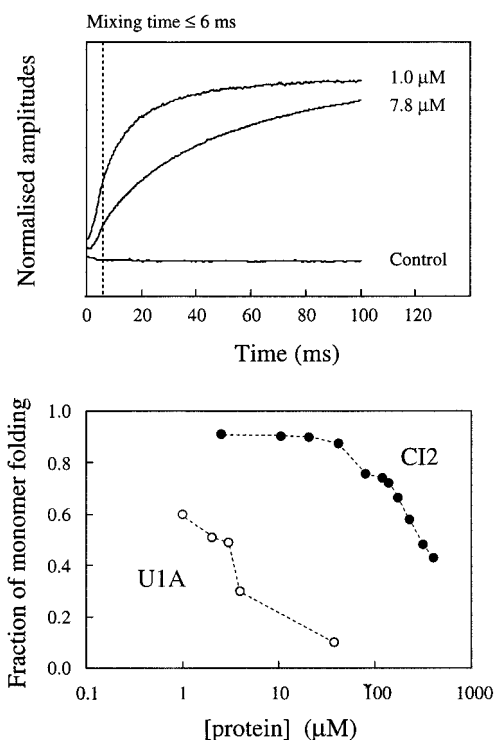 Mixing time ≤ 6 ms
Normalised amplitudes
1.0 μM
7.8 μM
Control
0 20 40 60 80 100 120
Time (ms)
Fraction of monomer folding
1.0
0.8
0.6
0.4
0.2
0.0
CI2
U1A
0.1 1 10 100 1000
[protein] (μM)